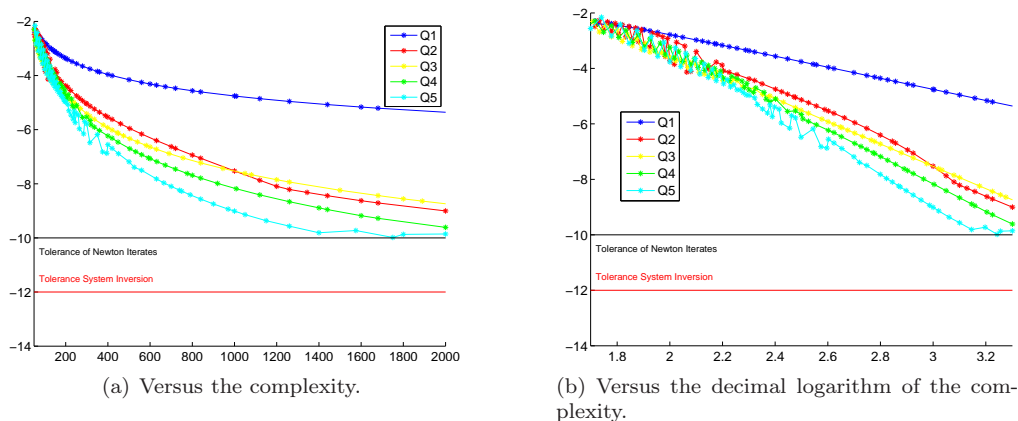 −2
−4
−6
−8
−10
−12
−14
200 400 600 800 1000 1200 1400 1600 1800 2000
Q1
Q2
Q3
Q4
Q5
Tolerance of Newton Iterates
Tolerance System Inversion
(a) Versus the complexity.
−2
−4
−6
−8
−10
−12
−14
1.8 2 2.2 2.4 2.6 2.8 3 3.2
Q1
Q2
Q3
Q4
Q5
Tolerance of Newton Iterates
Tolerance System Inversion
(b) Versus the decimal logarithm of the com-
plexity.